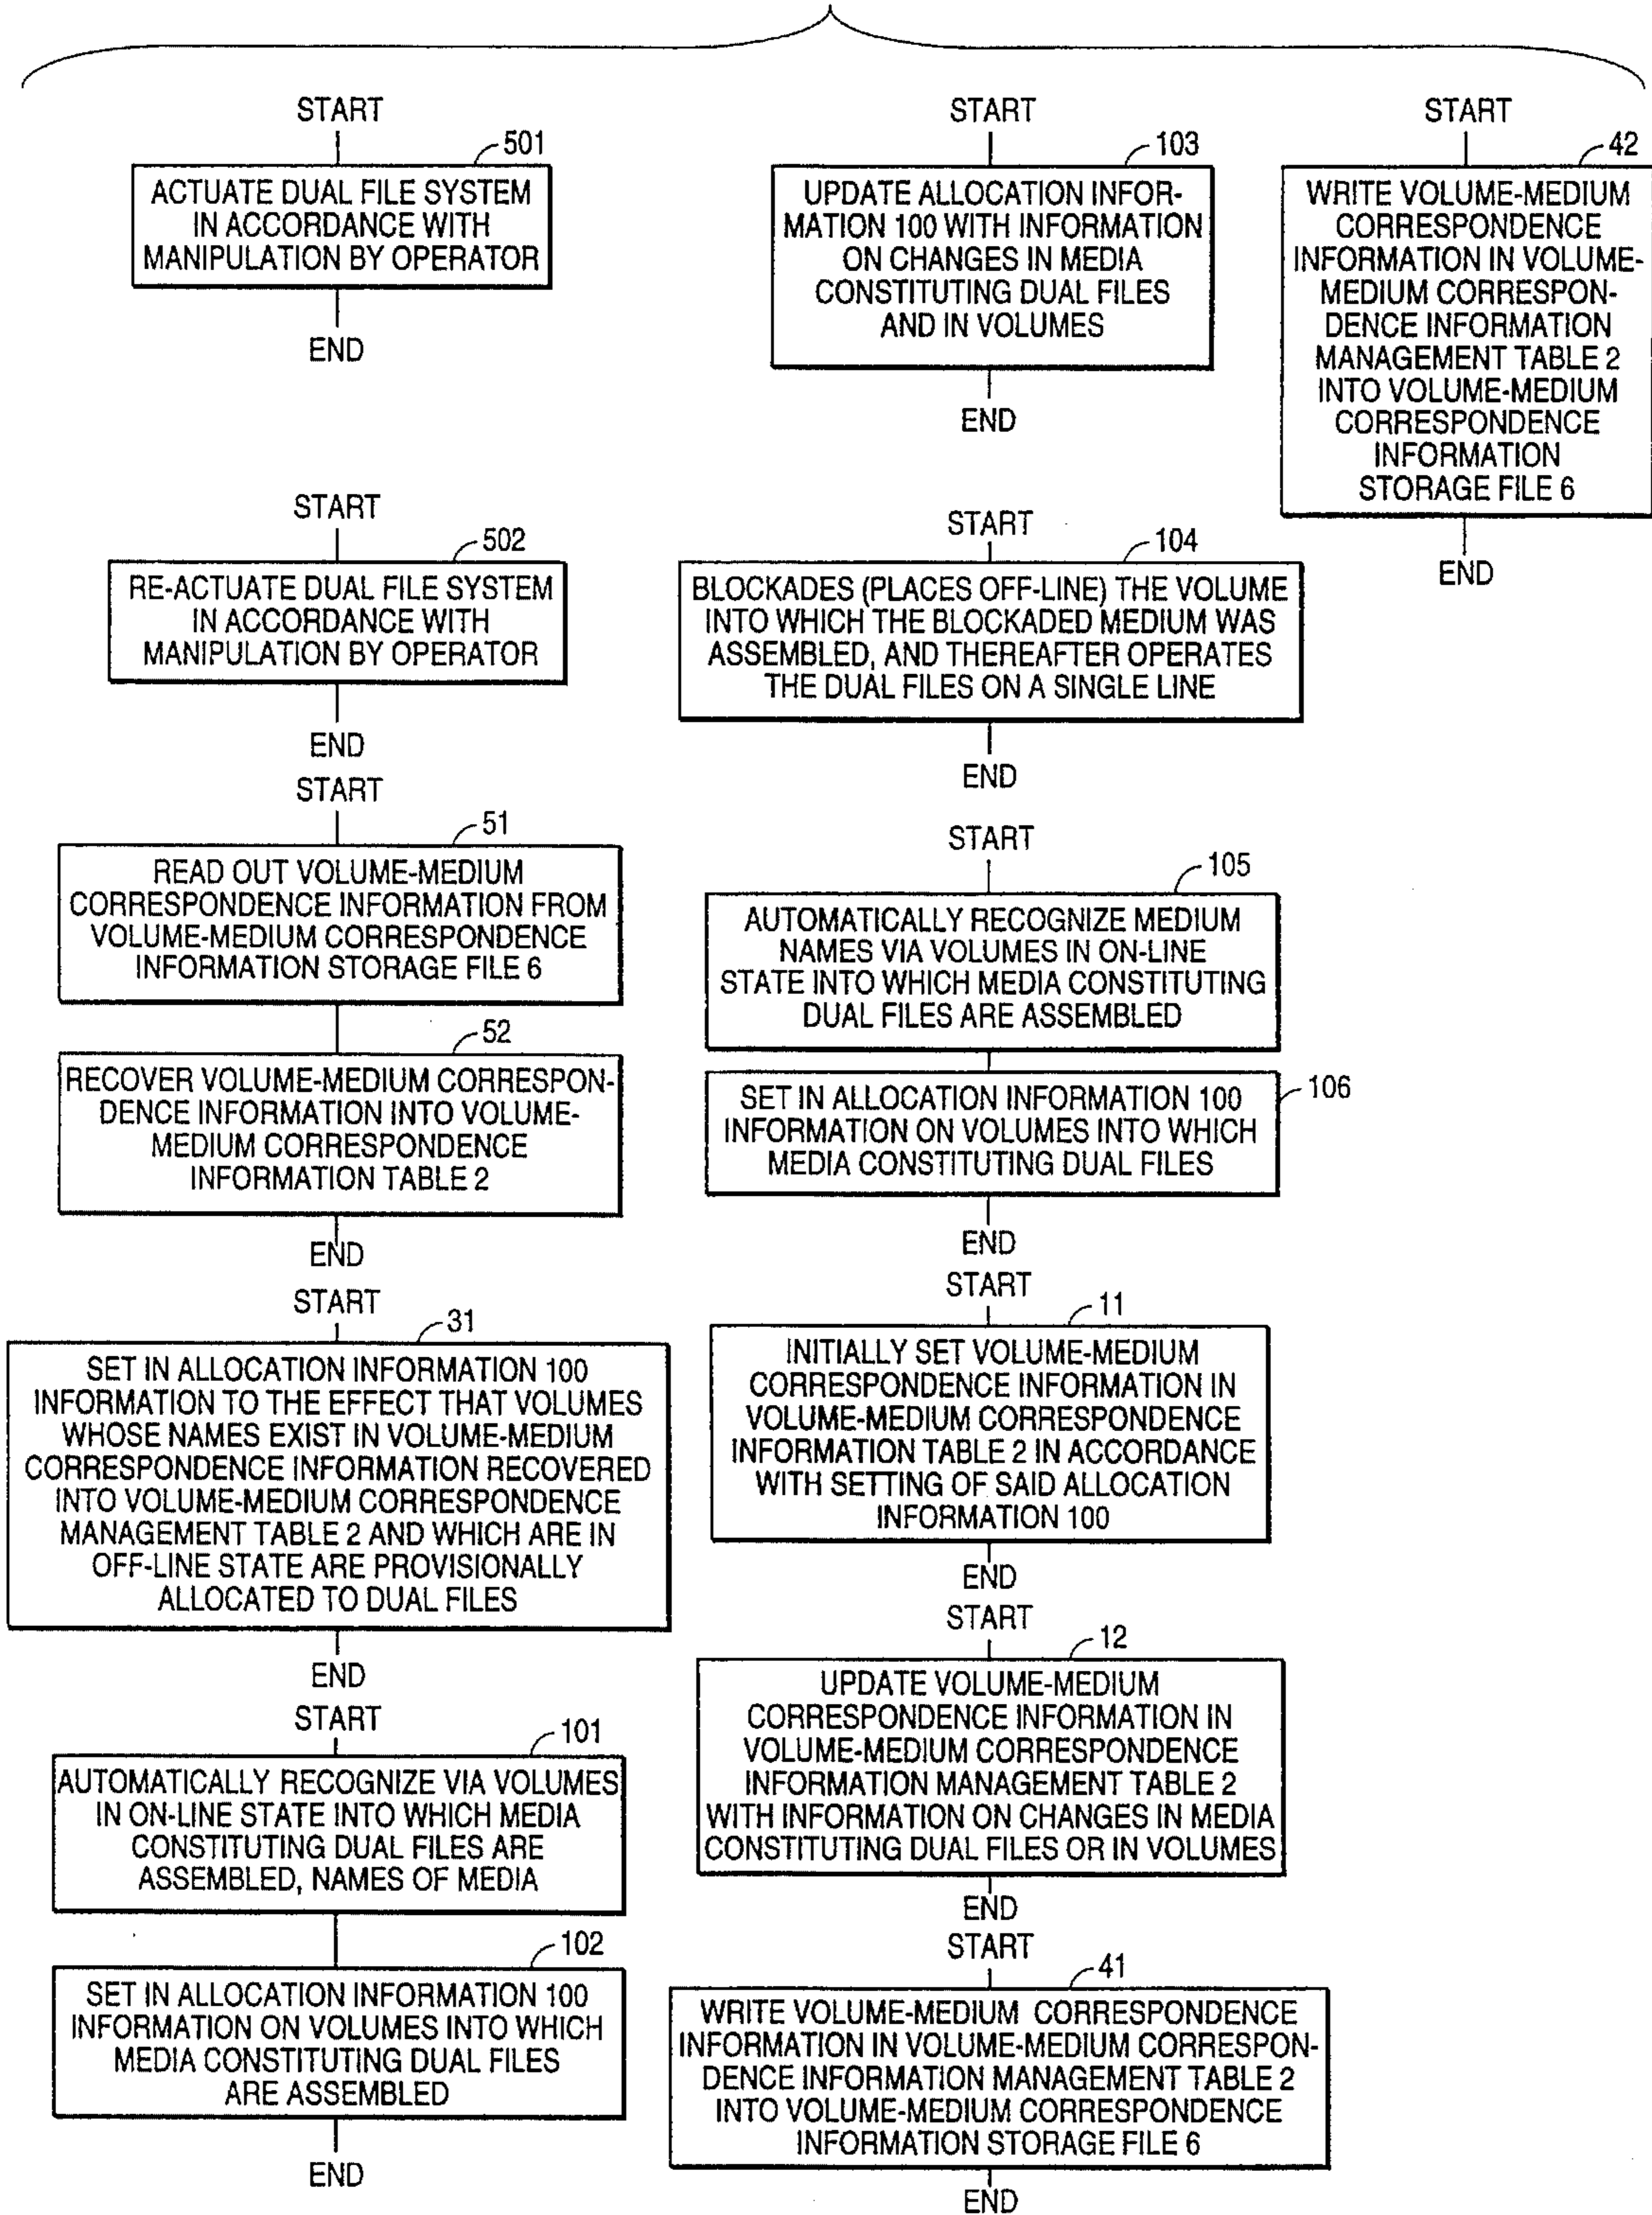 START
501
ACTUATE DUAL FILE SYSTEM
IN ACCORDANCE WITH
MANIPULATION BY OPERATOR
END
START
502
RE-ACTUATE DUAL FILE SYSTEM
IN ACCORDANCE WITH
MANIPULATION BY OPERATOR
END
START
51
READ OUT VOLUME-MEDIUM
CORRESPONDENCE INFORMATION FROM
VOLUME-MEDIUM CORRESPONDENCE
INFORMATION STORAGE FILE 6
52
RECOVER VOLUME-MEDIUM CORRESPON-
DENCE INFORMATION INTO VOLUME-
MEDIUM CORRESPONDENCE
INFORMATION TABLE 2
END
START
31
SET IN ALLOCATION INFORMATION 100
INFORMATION TO THE EFFECT THAT VOLUMES
WHOSE NAMES EXIST IN VOLUME-MEDIUM
CORRESPONDENCE INFORMATION RECOVERED
INTO VOLUME-MEDIUM CORRESPONDENCE
MANAGEMENT TABLE 2 AND WHICH ARE IN
OFF-LINE STATE ARE PROVISIONALLY
ALLOCATED TO DUAL FILES
END
START
101
AUTOMATICALLY RECOGNIZE VIA VOLUMES
IN ON-LINE STATE INTO WHICH MEDIA
CONSTITUTING DUAL FILES ARE
ASSEMBLED, NAMES OF MEDIA
102
SET IN ALLOCATION INFORMATION 100
INFORMATION ON VOLUMES INTO WHICH
MEDIA CONSTITUTING DUAL FILES
ARE ASSEMBLED
END
START
103
UPDATE ALLOCATION INFOR-
MATION 100 WITH INFORMATION
ON CHANGES IN MEDIA
CONSTITUTING DUAL FILES
AND IN VOLUMES
END
START
104
BLOCKADES (PLACES OFF-LINE) THE VOLUME
INTO WHICH THE BLOCKADED MEDIUM WAS
ASSEMBLED, AND THEREAFTER OPERATES
THE DUAL FILES ON A SINGLE LINE
END
START
105
AUTOMATICALLY RECOGNIZE MEDIUM
NAMES VIA VOLUMES IN ON-LINE
STATE INTO WHICH MEDIA CONSTITUTING
DUAL FILES ARE ASSEMBLED
106
SET IN ALLOCATION INFORMATION 100
INFORMATION ON VOLUMES INTO WHICH
MEDIA CONSTITUTING DUAL FILES
END
START
11
INITIALLY SET VOLUME-MEDIUM
CORRESPONDENCE INFORMATION IN
VOLUME-MEDIUM CORRESPONDENCE
INFORMATION TABLE 2 IN ACCORDANCE
WITH SETTING OF SAID ALLOCATION
INFORMATION 100
END
START
12
UPDATE VOLUME-MEDIUM
CORRESPONDENCE INFORMATION IN
VOLUME-MEDIUM CORRESPONDENCE
INFORMATION MANAGEMENT TABLE 2
WITH INFORMATION ON CHANGES IN MEDIA
CONSTITUTING DUAL FILES OR IN VOLUMES
END
START
41
WRITE VOLUME-MEDIUM CORRESPONDENCE
INFORMATION IN VOLUME-MEDIUM CORRESPON-
DENCE INFORMATION MANAGEMENT TABLE 2
INTO VOLUME-MEDIUM CORRESPONDENCE
INFORMATION STORAGE FILE 6
END
START
42
WRITE VOLUME-MEDIUM
CORRESPONDENCE
INFORMATION IN VOLUME-
MEDIUM CORRESPON-
DENCE INFORMATION
MANAGEMENT TABLE 2
INTO VOLUME-MEDIUM
CORRESPONDENCE
INFORMATION
STORAGE FILE 6
END